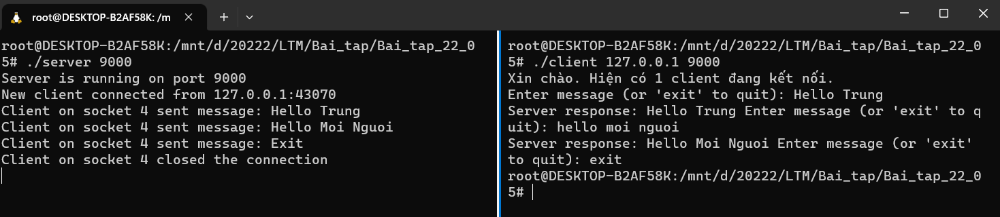 root@DESKTOP-B2AF58K: /m
root@DESKTOP-B2AF58K:/mnt/d/20222/LTM/Bai_tap/Bai_tap_22_0
5# ./server 9000
Server is running on port 9000
New client connected from 127.0.0.1:43070
Client on socket 4 sent message: Hello Trung
Client on socket 4 sent message: Hello Moi Nguoi
Client on socket 4 sent message: Exit
Client on socket 4 closed the connection
root@DESKTOP-B2AF58K:/mnt/d/20222/LTM/Bai_tap/Bai_tap_22_0
5# ./client 127.0.0.1 9000
Xin chào. Hiện có 1 client đang kết nối.
Enter message (or 'exit' to quit): Hello Trung
Server response: Hello Trung Enter message (or 'exit' to q
uit): hello moi nguoi
Server response: Hello Moi Nguoi Enter message (or 'exit'
to quit): exit
root@DESKTOP-B2AF58K:/mnt/d/20222/LTM/Bai_tap/Bai_tap_22_0
5#